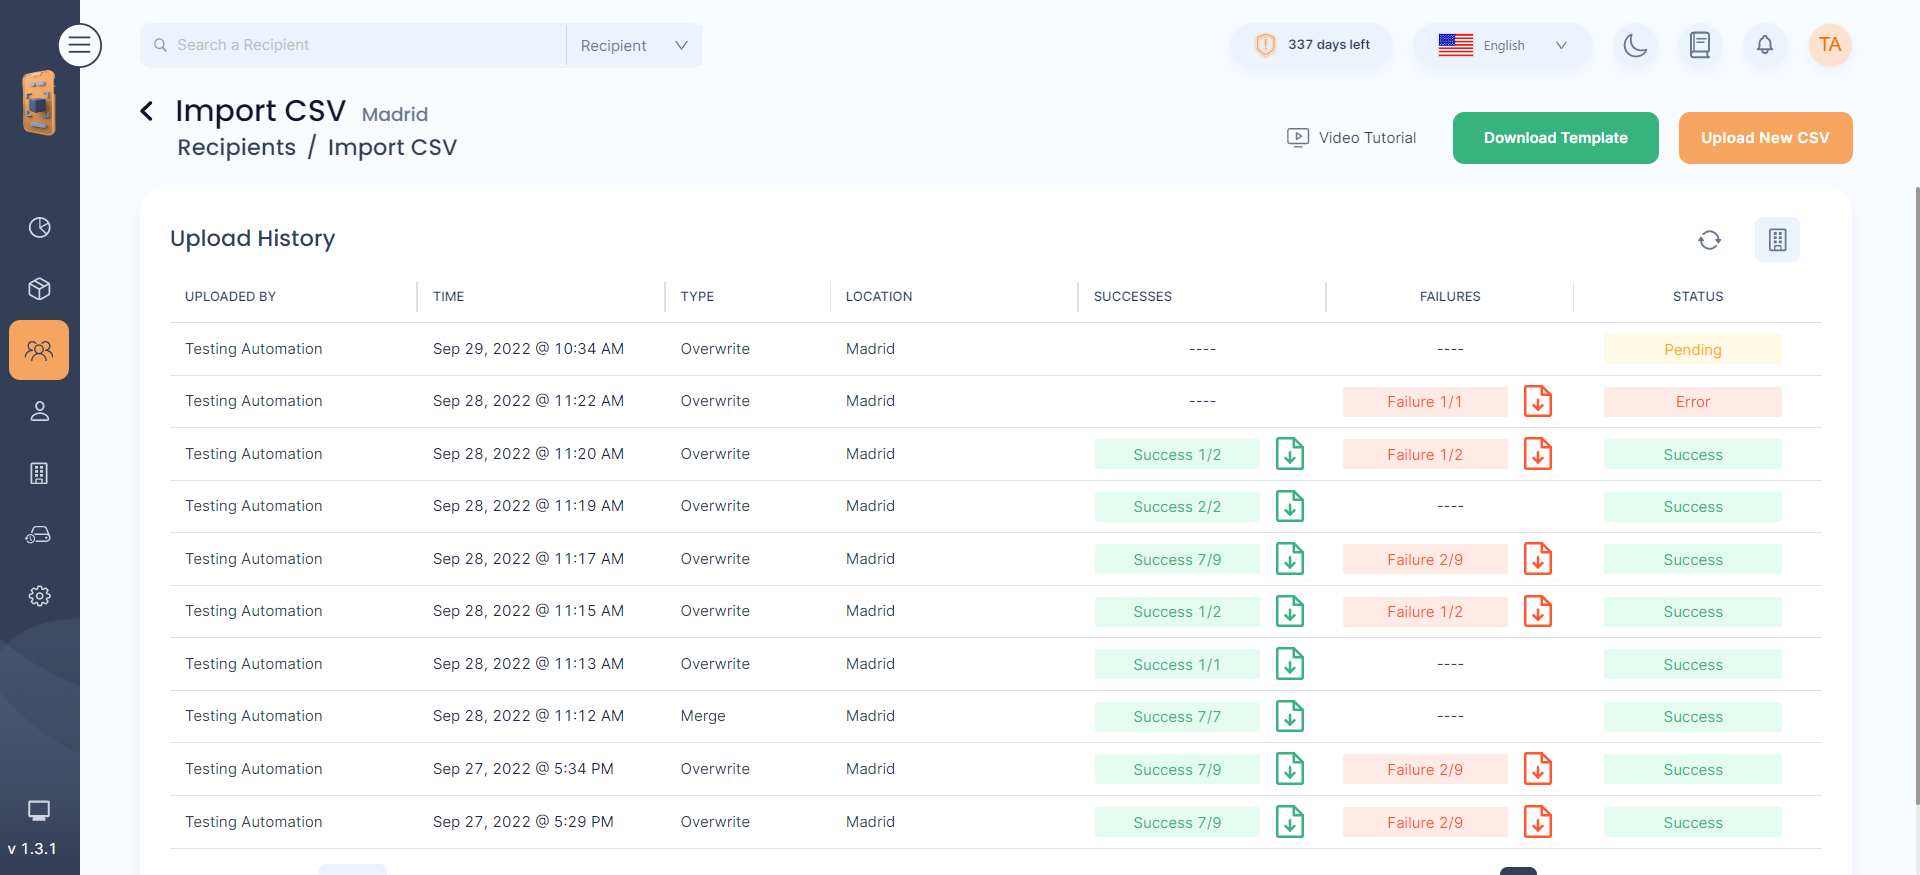 Search a Recipient
Recipient
337 days left
English
TA
Import CSV Madrid
Recipients / Import CSV
Video Tutorial
Download Template
Upload New CSV
Upload History
UPLOADED BY TIME TYPE LOCATION SUCCESSES FAILURES STATUS
Testing Automation Sep 29, 2022 @ 10:34 AM Overwrite Madrid ---- ---- Pending
Testing Automation Sep 28, 2022 @ 11:22 AM Overwrite Madrid ---- Failure 1/1 Error
Testing Automation Sep 28, 2022 @ 11:20 AM Overwrite Madrid Success 1/2 Failure 1/2 Success
Testing Automation Sep 28, 2022 @ 11:19 AM Overwrite Madrid Success 2/2 ---- Success
Testing Automation Sep 28, 2022 @ 11:17 AM Overwrite Madrid Success 7/9 Failure 2/9 Success
Testing Automation Sep 28, 2022 @ 11:15 AM Overwrite Madrid Success 1/2 Failure 1/2 Success
Testing Automation Sep 28, 2022 @ 11:13 AM Overwrite Madrid Success 1/1 ---- Success
Testing Automation Sep 28, 2022 @ 11:12 AM Merge Madrid Success 7/7 ---- Success
Testing Automation Sep 27, 2022 @ 5:34 PM Overwrite Madrid Success 7/9 Failure 2/9 Success
Testing Automation Sep 27, 2022 @ 5:29 PM Overwrite Madrid Success 7/9 Failure 2/9 Success
v 1.3.1